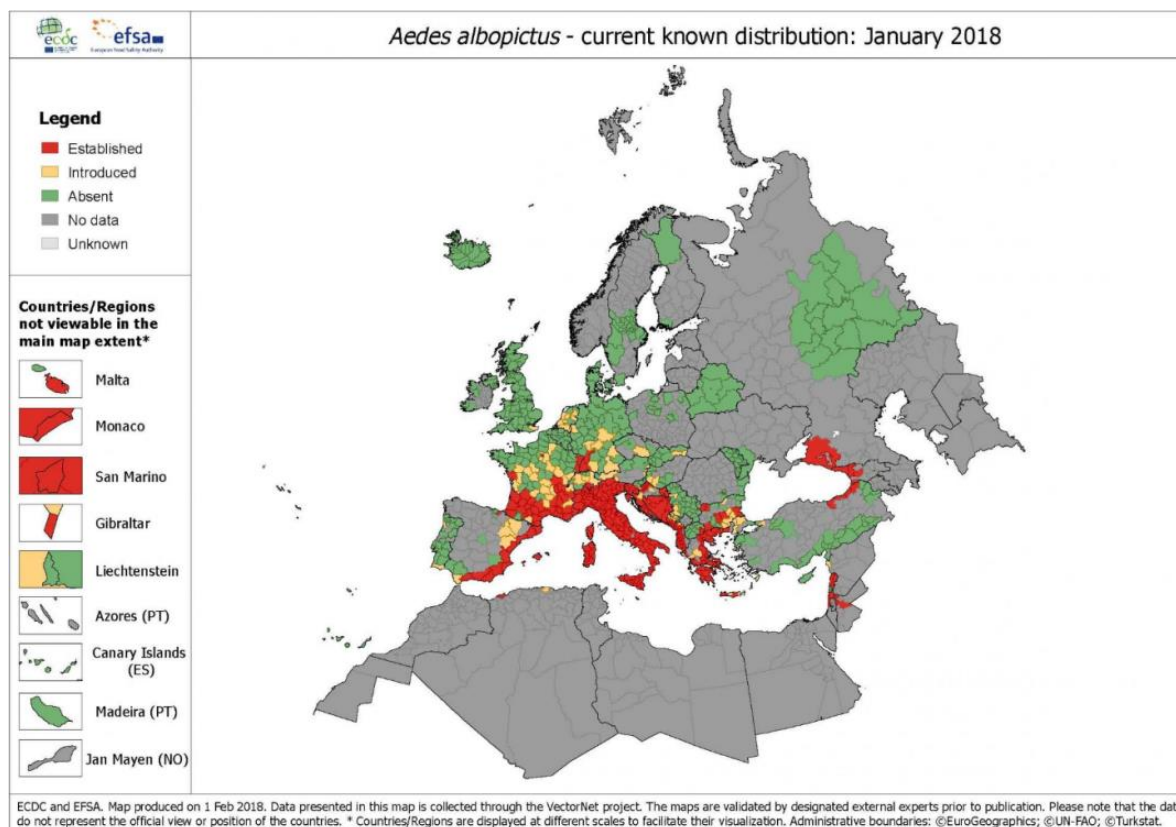 ecdc
efsa
European Food Safety Authority
Aedes albopictus - current known distribution: January 2018
Legend
Established
Introduced
Absent
No data
Unknown
Countries/Regions
not viewable in the
main map extent*
Malta
Monaco
San Marino
Gibraltar
Liechtenstein
Azores (PT)
Canary Islands
(ES)
Madeira (PT)
Jan Mayen (NO)
ECDC and EFSA. Map produced on 1 Feb 2018. Data presented in this map is collected through the VectorNet project. The maps are validated by designated external experts prior to publication. Please note that the dat
do not represent the official view or position of the countries. * Countries/Regions are displayed at different scales to facilitate their visualization. Administrative boundaries: ©EuroGeographics; ©UN-FAO; ©Turkstat.